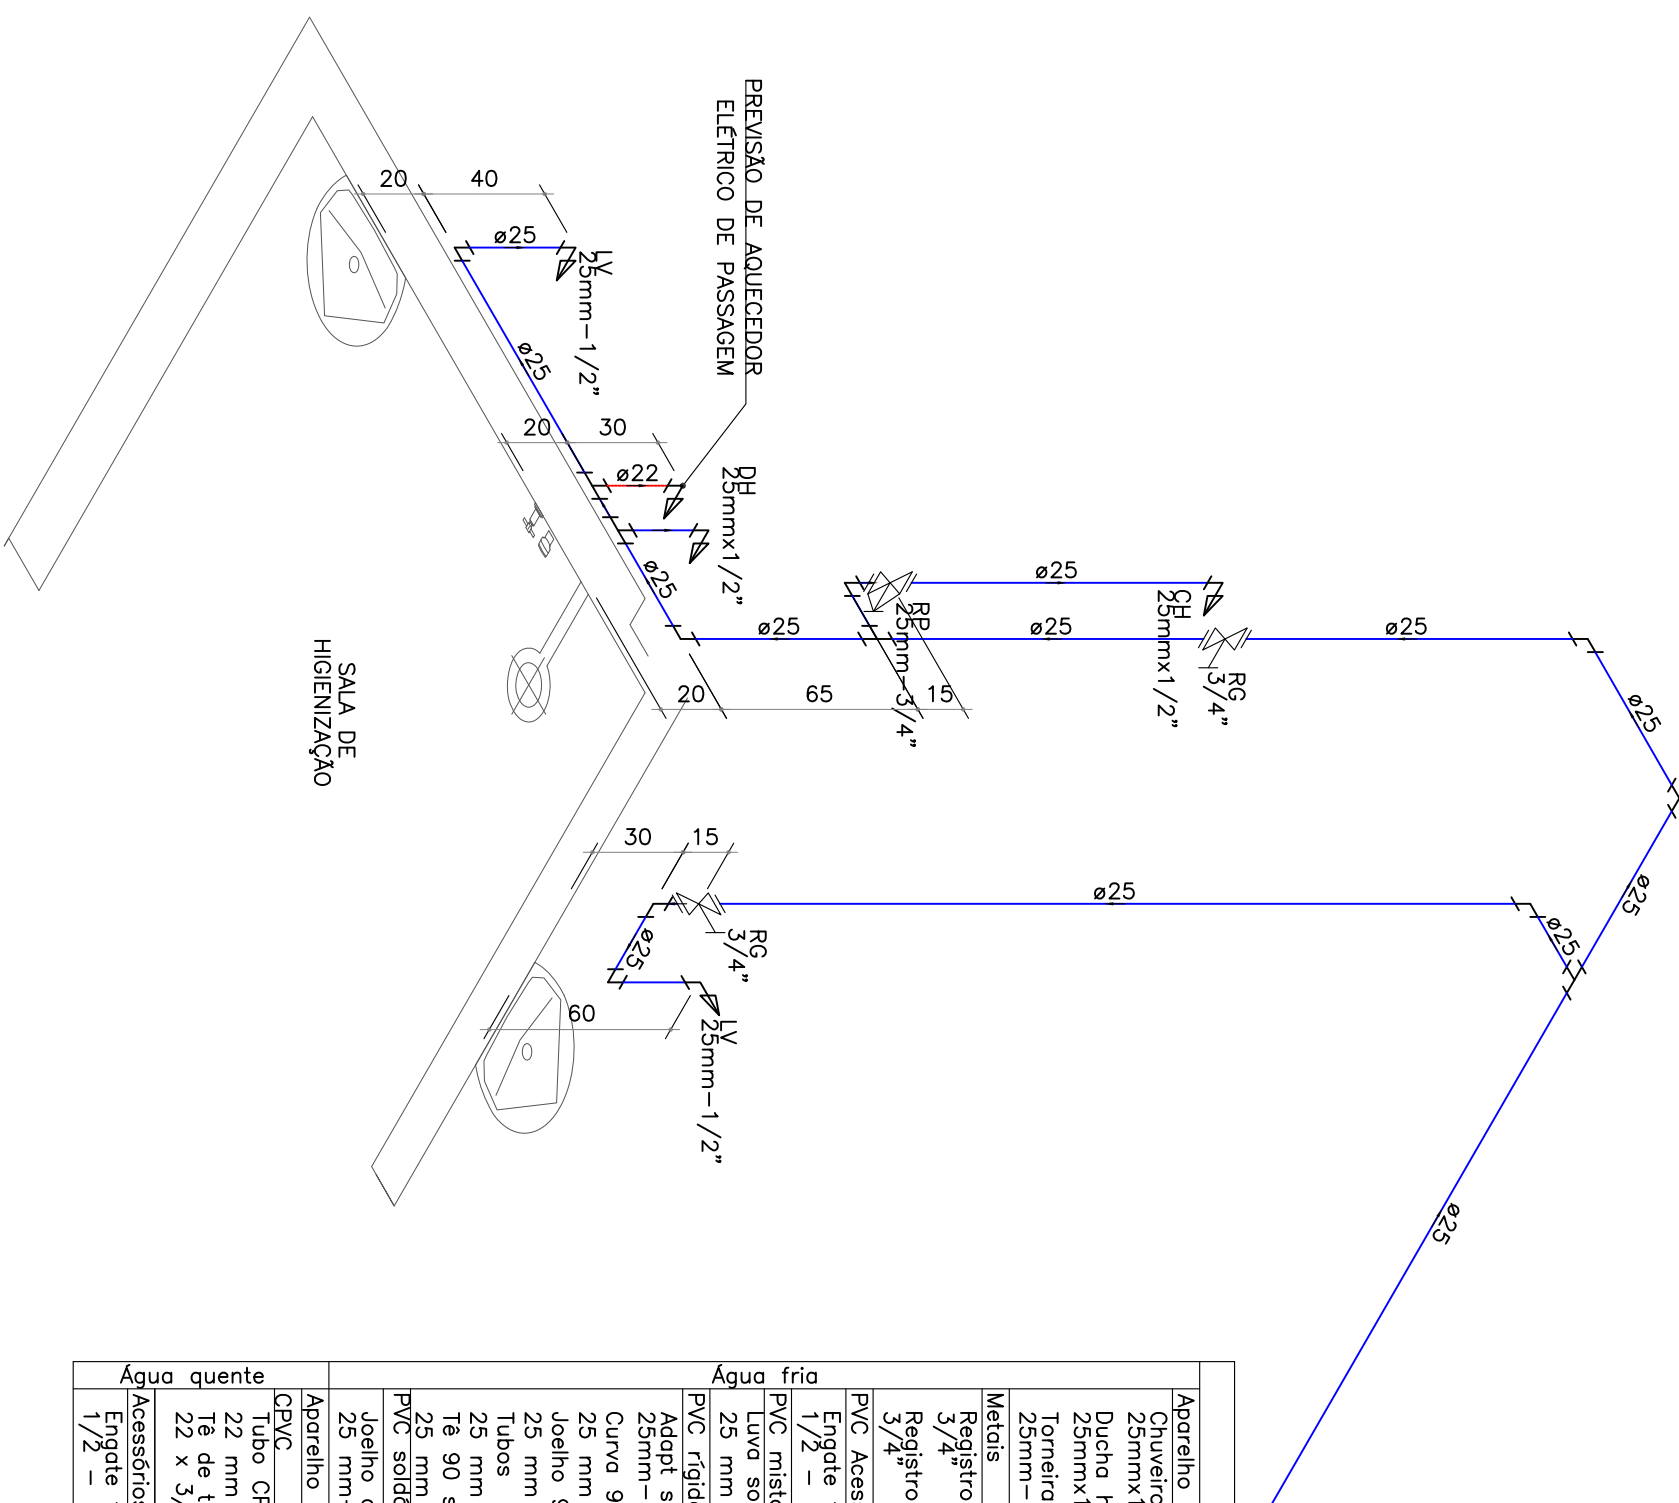 PREVISÃO DE AQUECEDOR
ELÉTRICO DE PASSAGEM
20
40
ø25
LV
25mm-1/2"
ø25
20
30
ø22
DH
25mmx1/2"
ø25
ø25
ø25
ø25
ø25
CH
25mmx1/2"
RP
25mm-3/4"
RG
3/4"
20
65
15
ø25
SALA DE
HIGIENIZAÇÃO
30
15
ø25
ø25
ø25
RG
3/4"
ø25
60
LV
25mm-1/2"
ø25
Água fria
Aparelho
25mmx1
Ducha h
25mmx1
Torneira
25mm-
Metais
Registro
3/4"
Registro
3/4"
PVC Aces
Engate
1/2 -
PVC misto
Luva so
25 mm
PVC rígido
Adapt s
25mm-
Curva 9
25 mm
Joelho 9
25 mm
Tubos
25 mm
Tê 90 s
25 mm
PVC soldá
Joelho
25 mm-
Água quente
Aparelho
CPVC
Tubo CP
22 mm
Tê de t
22 x 3/
Acessórios
Engate
1/2 -